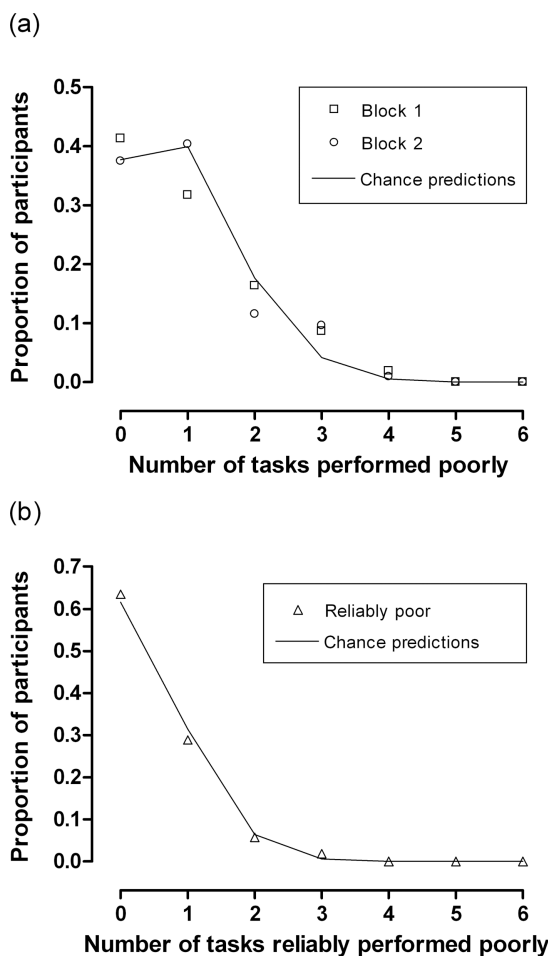 (a)
0.5
0.4
0.3
0.2
0.1
0.0
Proportion of participants
Block 1
Block 2
Chance predictions
0 1 2 3 4 5 6
Number of tasks performed poorly
(b)
0.7
0.6
0.5
0.4
0.3
0.2
0.1
0.0
Proportion of participants
Reliably poor
Chance predictions
0 1 2 3 4 5 6
Number of tasks reliably performed poorly